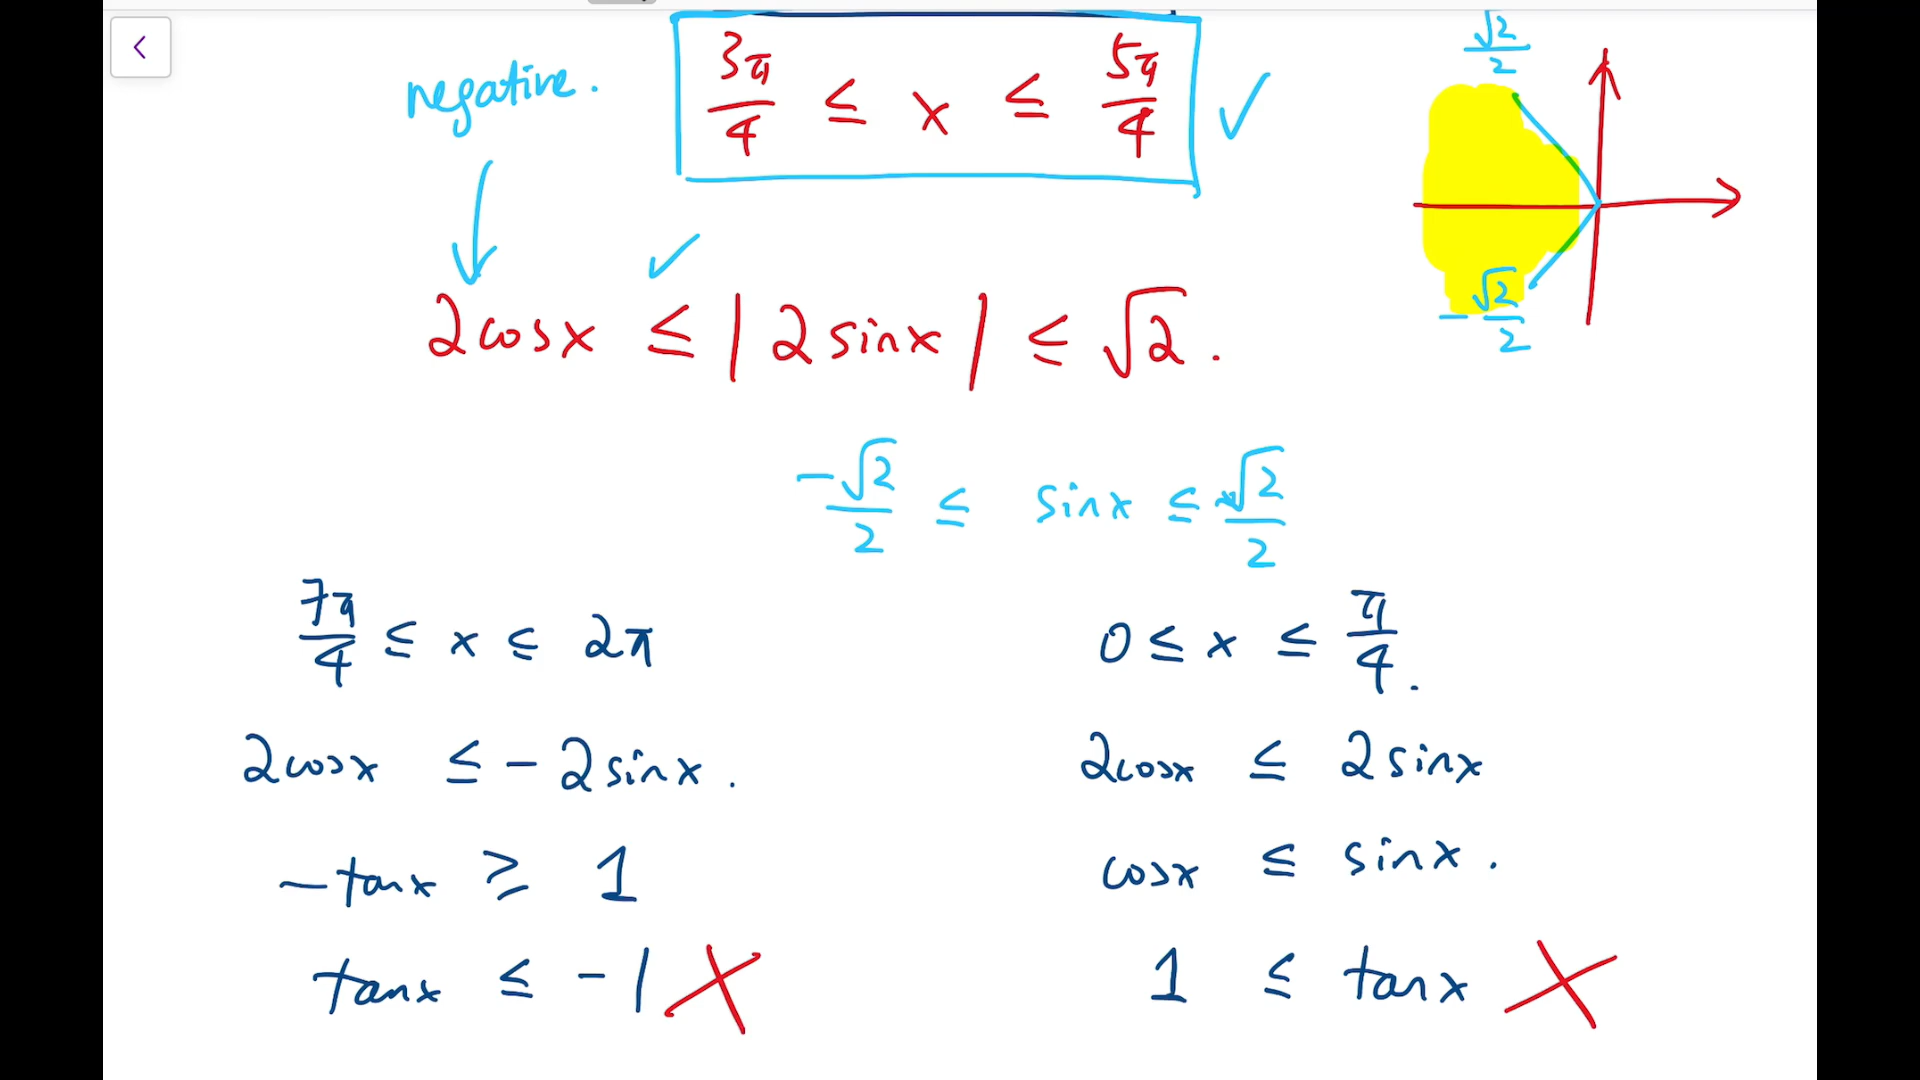 negative.
3π/4 ≤ x ≤ 5π/4 ✓
√2/2
-√2/2
✓
2cosx ≤ |2sinx| ≤ √2.
-√2/2 ≤ sinx ≤ √2/2
7π/4 ≤ x ≤ 2π
2cosx ≤ -2sinx.
-tanx ≥ 1
tanx ≤ -1 ✗
0 ≤ x ≤ π/4.
2cosx ≤ 2sinx
cosx ≤ sinx.
1 ≤ tanx ✗